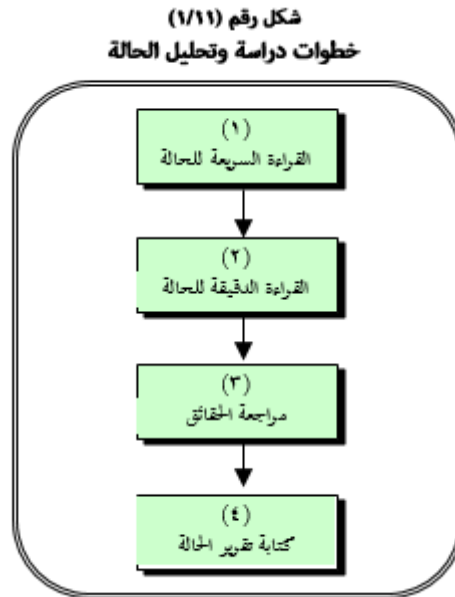 شكل رقم (١/١١)
خطوات دراسة وتحليل الحالة
(١)
القراءة السريعة للحالة
(٢)
القراءة الدقيقة للحالة
(٣)
مراجعة الحقائق
(٤)
كتابة تقرير الحالة